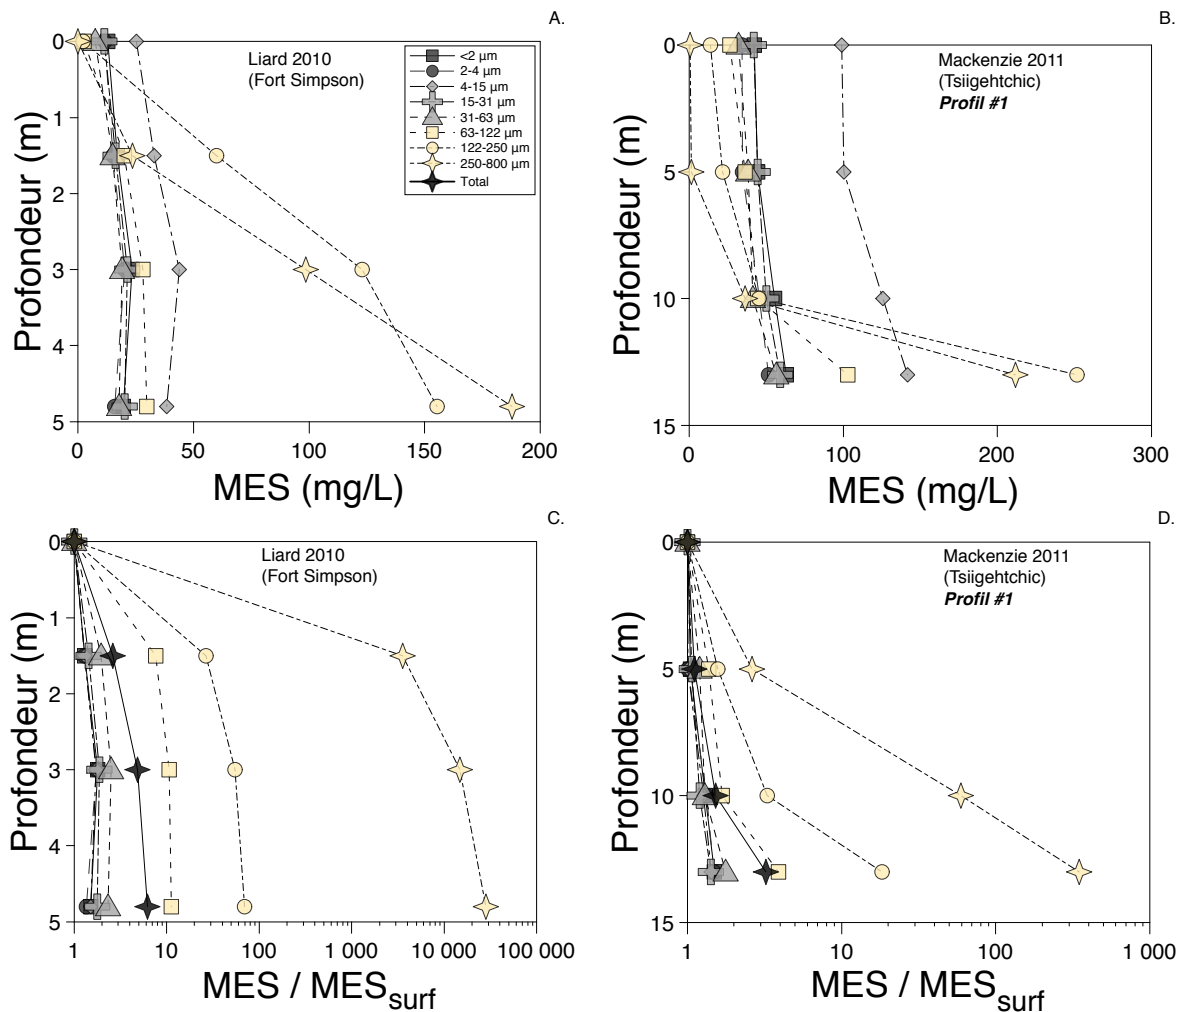 A.
0
1
2
3
4
5
Profondeur (m)
Liard 2010
(Fort Simpson)
<2 µm
2-4 µm
4-15 µm
15-31 µm
31-63 µm
63-122 µm
122-250 µm
250-800 µm
Total
0 50 100 150 200
MES (mg/L)
B.
0
5
10
15
Profondeur (m)
Mackenzie 2011
(Tsiigehtchic)
Profil #1
0 100 200 300
MES (mg/L)
C.
0
1
2
3
4
5
Profondeur (m)
Liard 2010
(Fort Simpson)
1 10 100 1 000 10 000 100 000
MES / MESsurf
D.
0
5
10
15
Profondeur (m)
Mackenzie 2011
(Tsiigehtchic)
Profil #1
1 10 100 1 000
MES / MESsurf